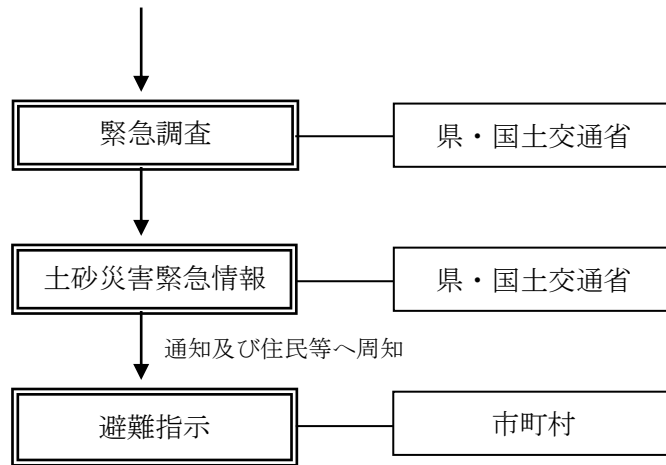 緊急調査
県・国土交通省
土砂災害緊急情報
県・国土交通省
通知及び住民等へ周知
避難指示
市町村